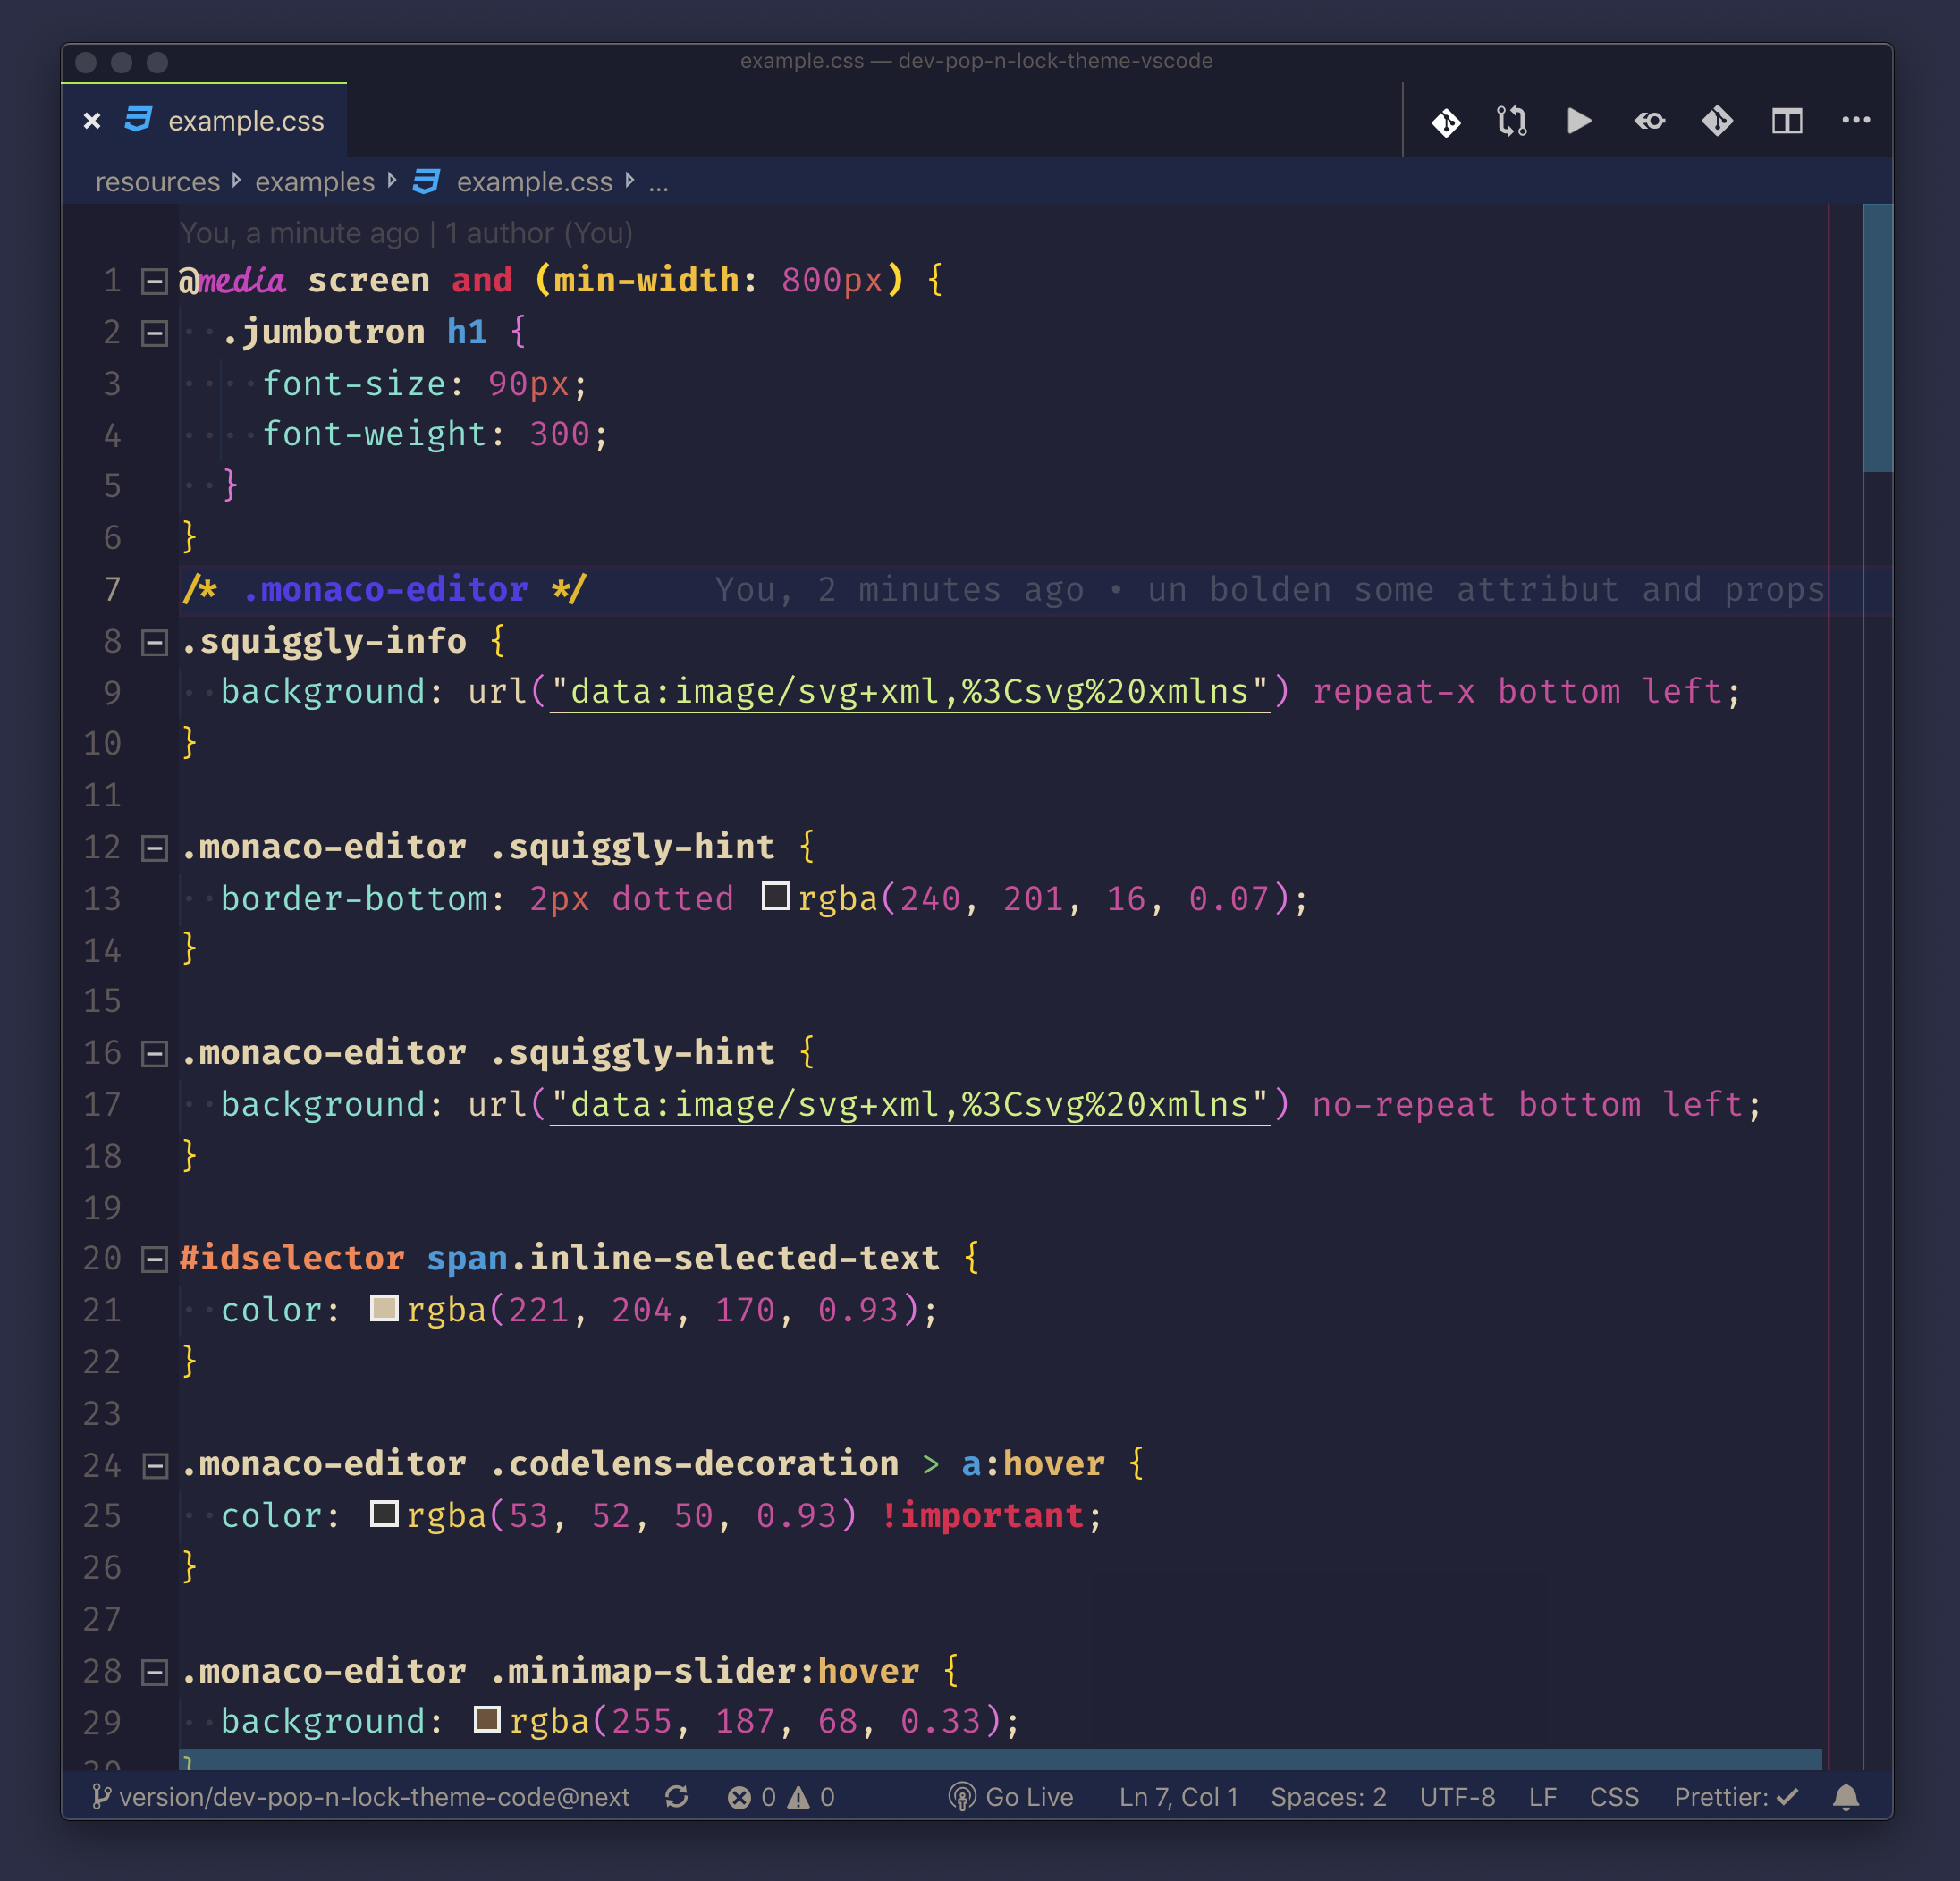 example.css — dev-pop-n-lock-theme-vscode
example.css
resources examples example.css ...
You, a minute ago | 1 author (You)
1 @media screen and (min-width: 800px) {
2 .jumbotron h1 {
3 font-size: 90px;
4 font-weight: 300;
5 }
6 }
7 /* .monaco-editor */ You, 2 minutes ago • un bolden some attribut and props
8 .squiggly-info {
9 background: url("data:image/svg+xml,%3Csvg%20xmlns") repeat-x bottom left;
10 }
11
12 .monaco-editor .squiggly-hint {
13 border-bottom: 2px dotted rgba(240, 201, 16, 0.07);
14 }
15
16 .monaco-editor .squiggly-hint {
17 background: url("data:image/svg+xml,%3Csvg%20xmlns") no-repeat bottom left;
18 }
19
20 #idselector span.inline-selected-text {
21 color: rgba(221, 204, 170, 0.93);
22 }
23
24 .monaco-editor .codelens-decoration > a:hover {
25 color: rgba(53, 52, 50, 0.93) !important;
26 }
27
28 .monaco-editor .minimap-slider:hover {
29 background: rgba(255, 187, 68, 0.33);
30 }
version/dev-pop-n-lock-theme-code@next 0 0 Go Live Ln 7, Col 1 Spaces: 2 UTF-8 LF CSS Prettier: ✓